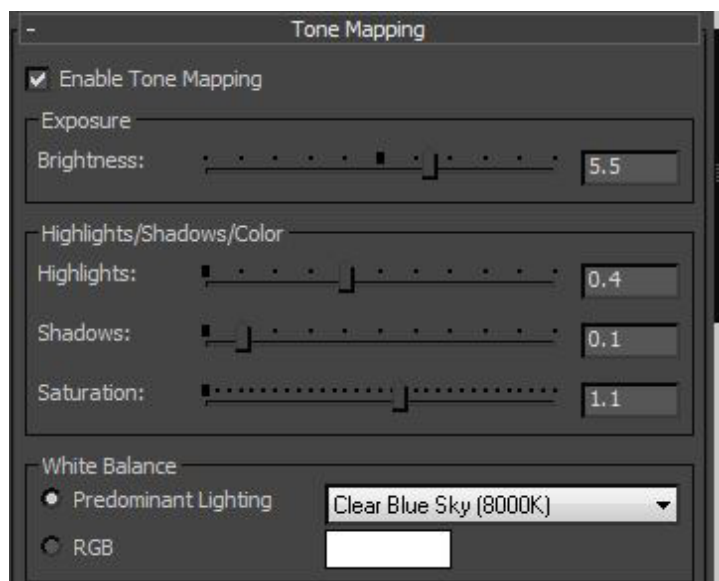 - Tone Mapping
Enable Tone Mapping
Exposure
Brightness: 5.5
Highlights/Shadows/Color
Highlights: 0.4
Shadows: 0.1
Saturation: 1.1
White Balance
Predominant Lighting Clear Blue Sky (8000K)
RGB